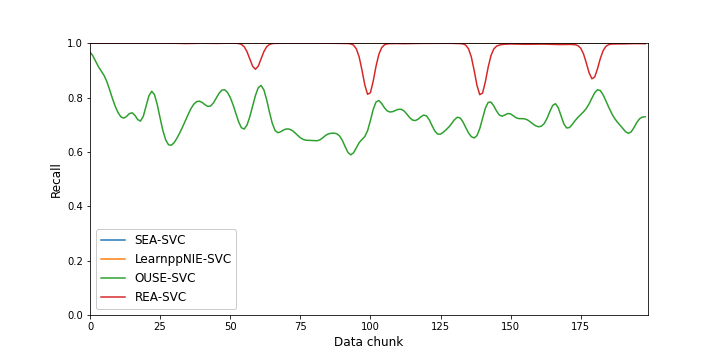 1.0
0.8
0.6
0.4
0.2
0.0
Recall
SEA-SVC
LearnppNIE-SVC
OUSE-SVC
REA-SVC
0 25 50 75 100 125 150 175
Data chunk